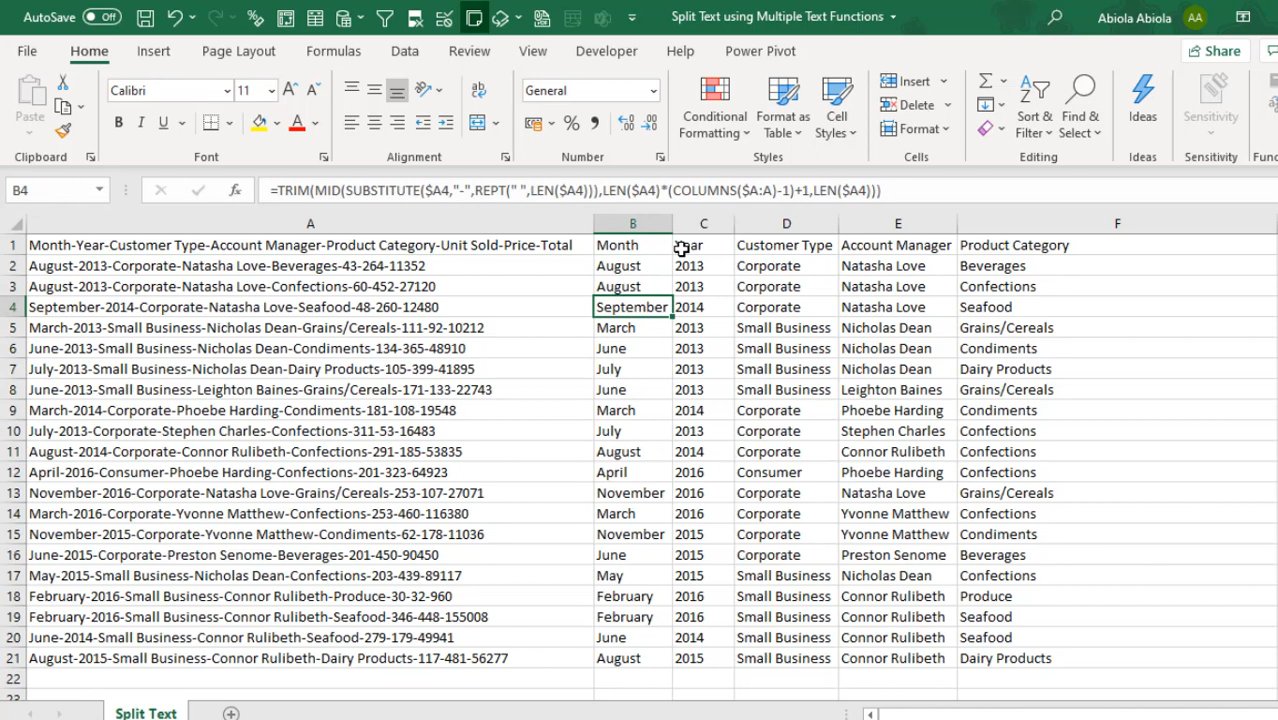 AutoSave Off Split Text using Multiple Text Functions Abiola Abiola AA
File Home Insert Page Layout Formulas Data Review View Developer Help Power Pivot Share
Calibri 11 General Insert
Paste B I U Conditional Formatting Format as Table Cell Styles Delete Format Sort & Filter Find & Select Ideas Sensitivity
Clipboard Font Alignment Number Styles Cells Editing Ideas Sensitivity
B4 fx =TRIM(MID(SUBSTITUTE($A4,"-",REPT(" ",LEN($A4))),LEN($A4)*(COLUMNS($A:A)-1)+1,LEN($A4)))
A B C D E F
1 Month-Year-Customer Type-Account Manager-Product Category-Unit Sold-Price-Total Month Customer Type Account Manager Product Category
2 August-2013-Corporate-Natasha Love-Beverages-43-264-11352 August 2013 Corporate Natasha Love Beverages
3 August-2013-Corporate-Natasha Love-Confections-60-452-27120 August 2013 Corporate Natasha Love Confections
4 September-2014-Corporate-Natasha Love-Seafood-48-260-12480 September 2014 Corporate Natasha Love Seafood
5 March-2013-Small Business-Nicholas Dean-Grains/Cereals-111-92-10212 March 2013 Small Business Nicholas Dean Grains/Cereals
6 June-2013-Small Business-Nicholas Dean-Condiments-134-365-48910 June 2013 Small Business Nicholas Dean Condiments
7 July-2013-Small Business-Nicholas Dean-Dairy Products-105-399-41895 July 2013 Small Business Nicholas Dean Dairy Products
8 June-2013-Small Business-Leighton Baines-Grains/Cereals-171-133-22743 June 2013 Small Business Leighton Baines Grains/Cereals
9 March-2014-Corporate-Phoebe Harding-Condiments-181-108-19548 March 2014 Corporate Phoebe Harding Condiments
10 July-2013-Corporate-Stephen Charles-Confections-311-53-16483 July 2013 Corporate Stephen Charles Confections
11 August-2014-Corporate-Connor Rulibeth-Confections-291-185-53835 August 2014 Corporate Connor Rulibeth Confections
12 April-2016-Consumer-Phoebe Harding-Confections-201-323-64923 April 2016 Consumer Phoebe Harding Confections
13 November-2016-Corporate-Natasha Love-Grains/Cereals-253-107-27071 November 2016 Corporate Natasha Love Grains/Cereals
14 March-2016-Corporate-Yvonne Matthew-Confections-253-460-116380 March 2016 Corporate Yvonne Matthew Confections
15 November-2015-Corporate-Yvonne Matthew-Condiments-62-178-11036 November 2015 Corporate Yvonne Matthew Condiments
16 June-2015-Corporate-Preston Senome-Beverages-201-450-90450 June 2015 Corporate Preston Senome Beverages
17 May-2015-Small Business-Nicholas Dean-Confections-203-439-89117 May 2015 Small Business Nicholas Dean Confections
18 February-2016-Small Business-Connor Rulibeth-Produce-30-32-960 February 2016 Small Business Connor Rulibeth Produce
19 February-2016-Small Business-Connor Rulibeth-Seafood-346-448-155008 February 2016 Small Business Connor Rulibeth Seafood
20 June-2014-Small Business-Connor Rulibeth-Seafood-279-179-49941 June 2014 Small Business Connor Rulibeth Seafood
21 August-2015-Small Business-Connor Rulibeth-Dairy Products-117-481-56277 August 2015 Small Business Connor Rulibeth Dairy Products
22
Split Text